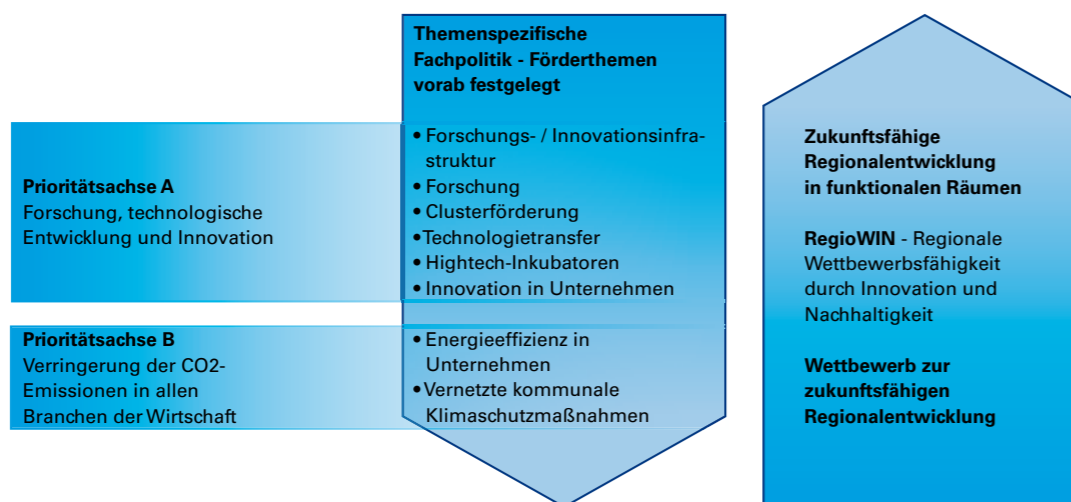 Themenspezifische
Fachpolitik - Förderthemen
vorab festgelegt
Prioritätsachse A
Forschung, technologische
Entwicklung und Innovation
• Forschungs- / Innovationsinfra-
struktur
• Forschung
• Clusterförderung
• Technologietransfer
• Hightech-Inkubatoren
• Innovation in Unternehmen
Prioritätsachse B
Verringerung der CO2-
Emissionen in allen
Branchen der Wirtschaft
• Energieeffizienz in
Unternehmen
• Vernetzte kommunale
Klimaschutzmaßnahmen
Zukunftsfähige
Regionalentwicklung
in funktionalen Räumen
RegioWIN - Regionale
Wettbewerbsfähigkeit
durch Innovation und
Nachhaltigkeit
Wettbewerb zur
zukunftsfähigen
Regionalentwicklung